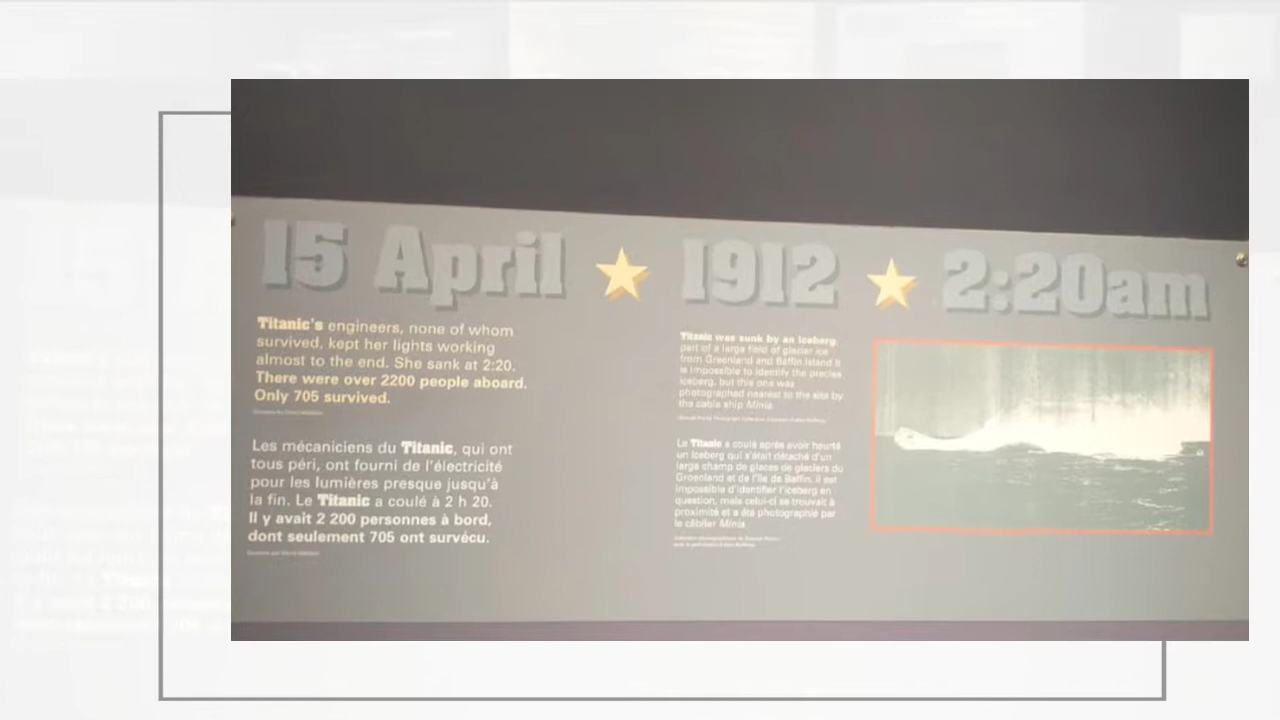 15 April ★ 1912 ★ 2:20am
Titanic's engineers, none of whom
survived, kept her lights working
almost to the end. She sank at 2:20.
There were over 2200 people aboard.
Only 705 survived.
Les mécaniciens du Titanic, qui ont
tous péri, ont fourni de l'électricité
pour les lumières presque jusqu'à
la fin. Le Titanic a coulé à 2 h 20.
Il y avait 2 200 personnes à bord,
dont seulement 705 ont survécu.
Titanic was sunk by an iceberg,
part of a large field of glacier ice
from Greenland and Baffin Island It
is impossible to identify the precise
iceberg, but this one was
photographed nearest to the site by
the cable ship Minia
Le Titanic a coulé après avoir heurté
un iceberg qui s'était détaché d'un
large champ de glaces de glaciers du
Groenland et de l'île de Baffin. Il est
impossible d'identifier l'iceberg en
question, mais celui-ci se trouvait à
proximité et a été photographié par
le câblier Minia